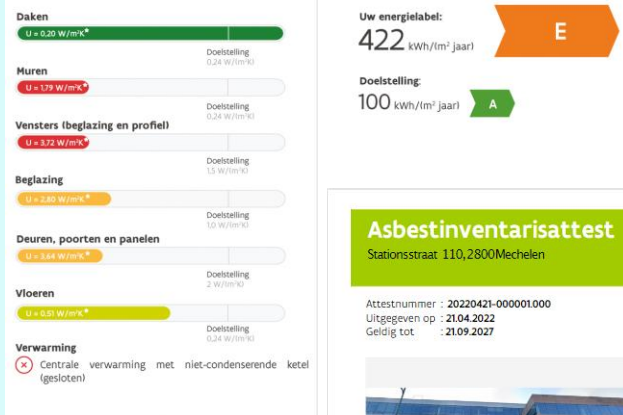 Daken
U = 0,20 W/m²K*
Doelstelling
0,24 W/(m²K)
Muren
U = 1,79 W/m²K*
Doelstelling
0,24 W/(m²K)
Vensters (beglazing en profiel)
U = 3,72 W/m²K*
Doelstelling
1,5 W/(m²K)
Beglazing
U = 2,80 W/m²K*
Doelstelling
1,0 W/(m²K)
Deuren, poorten en panelen
U = 3,64 W/m²K*
Doelstelling
2 W/(m²K)
Vloeren
U = 0,51 W/m²K*
Doelstelling
0,24 W/(m²K)
Verwarming
Centrale verwarming met niet-condenserende ketel
(gesloten)
Uw energielabel:
422 kWh/(m² jaar)
E
Doelstelling:
100 kWh/(m² jaar)
A
Asbestinventarisattest
Stationsstraat 110,2800Mechelen
Attestnummer : 20220421-000001.000
Uitgegeven op : 21.04.2022
Geldig tot : 21.09.2027